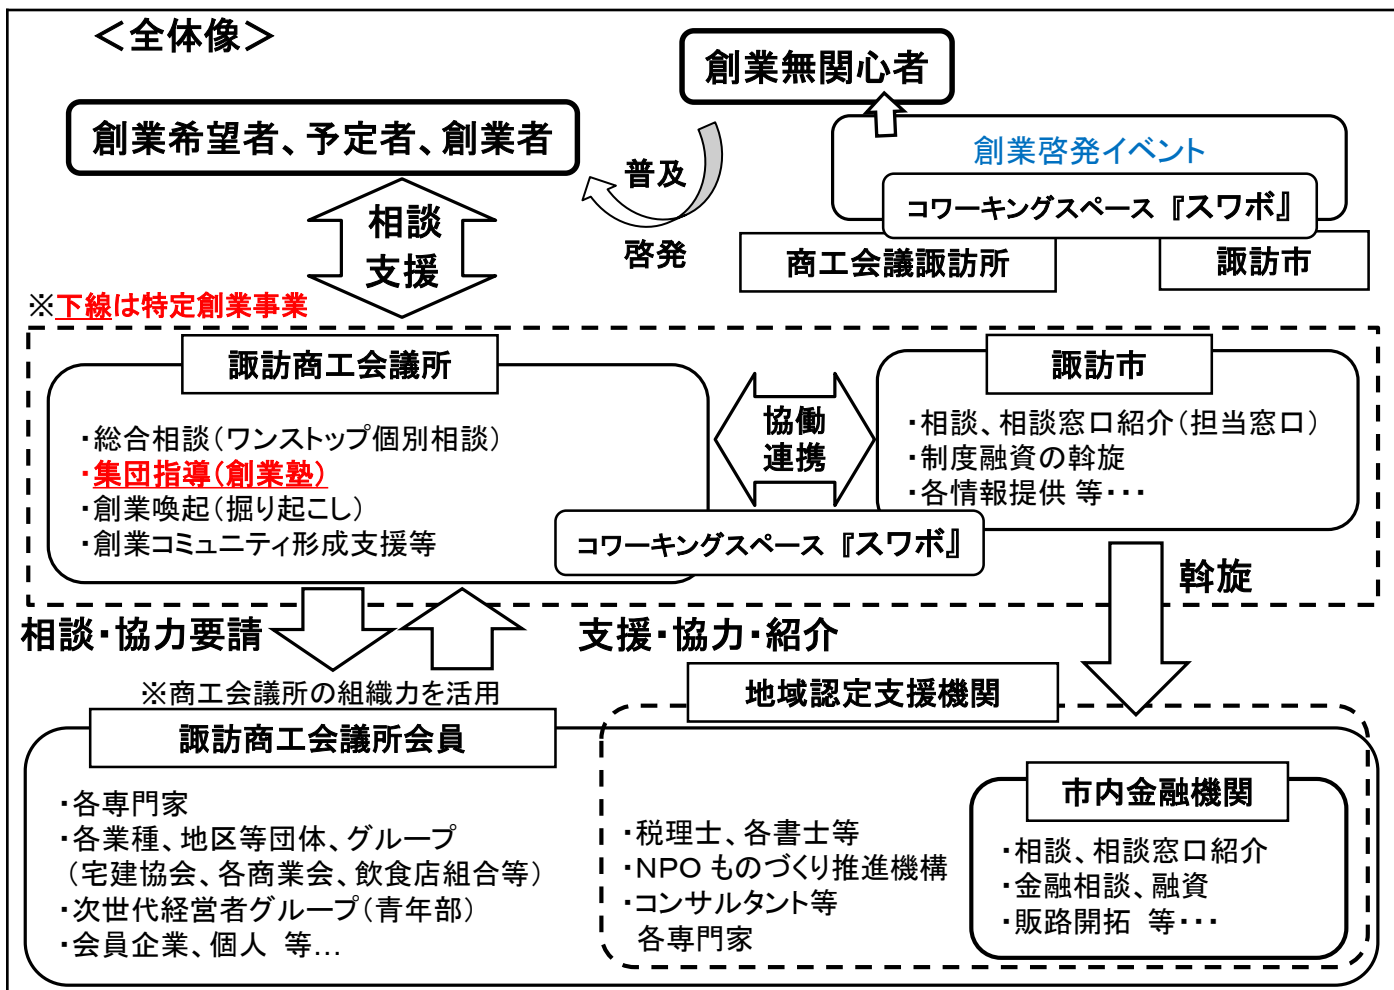 ＜全体像＞
創業無関心者
創業希望者、予定者、創業者
創業啓発イベント
普及
啓発
コワーキングスペース『スワボ』
商工会議諏訪所
諏訪市
相談
支援
※下線は特定創業事業
諏訪商工会議所
・総合相談（ワンストップ個別相談）
・集団指導（創業塾）
・創業喚起（掘り起こし）
・創業コミュニティ形成支援等
協働
連携
諏訪市
・相談、相談窓口紹介（担当窓口）
・制度融資の斡旋
・各情報提供 等・・・
コワーキングスペース『スワボ』
斡旋
相談・協力要請
支援・協力・紹介
※商工会議所の組織力を活用
諏訪商工会議所会員
・各専門家
・各業種、地区等団体、グループ
（宅建協会、各商業会、飲食店組合等）
・次世代経営者グループ（青年部）
・会員企業、個人 等…
地域認定支援機関
・税理士、各書士等
・NPO ものづくり推進機構
・コンサルタント等
各専門家
市内金融機関
・相談、相談窓口紹介
・金融相談、融資
・販路開拓 等・・・